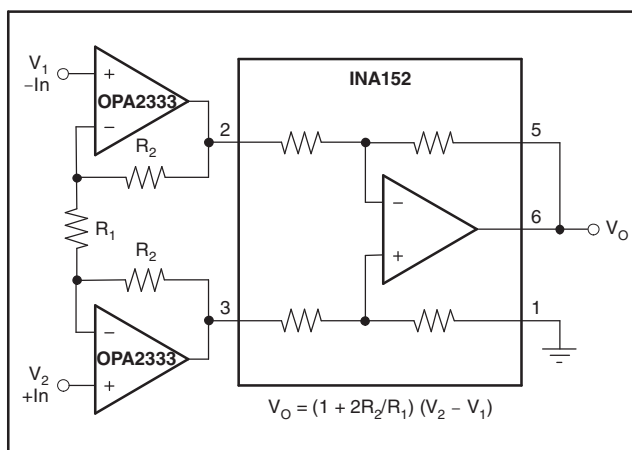 V1
−In
+
OPA2333
−
R2
R1
R2
−
OPA2333
+
V2
+In
INA152
2
5
−
+
6
VO
3
1
VO = (1 + 2R2/R1) (V2 − V1)